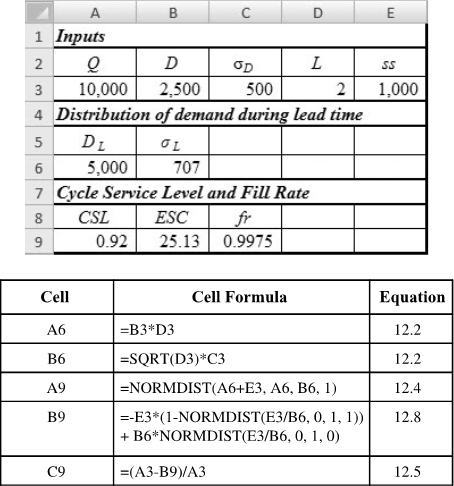 A B C D E
1 Inputs
2 Q D σD L ss
3 10,000 2,500 500 2 1,000
4 Distribution of demand during lead time
5 DL σL
6 5,000 707
7 Cycle Service Level and Fill Rate
8 CSL ESC fr
9 0.92 25.13 0.9975
Cell Cell Formula Equation
A6 =B3*D3 12.2
B6 =SQRT(D3)*C3 12.2
A9 =NORMDIST(A6+E3, A6, B6, 1) 12.4
B9 =-E3*(1-NORMDIST(E3/B6, 0, 1, 1)) 12.8
+ B6*NORMDIST(E3/B6, 0, 1, 0)
C9 =(A3-B9)/A3 12.5